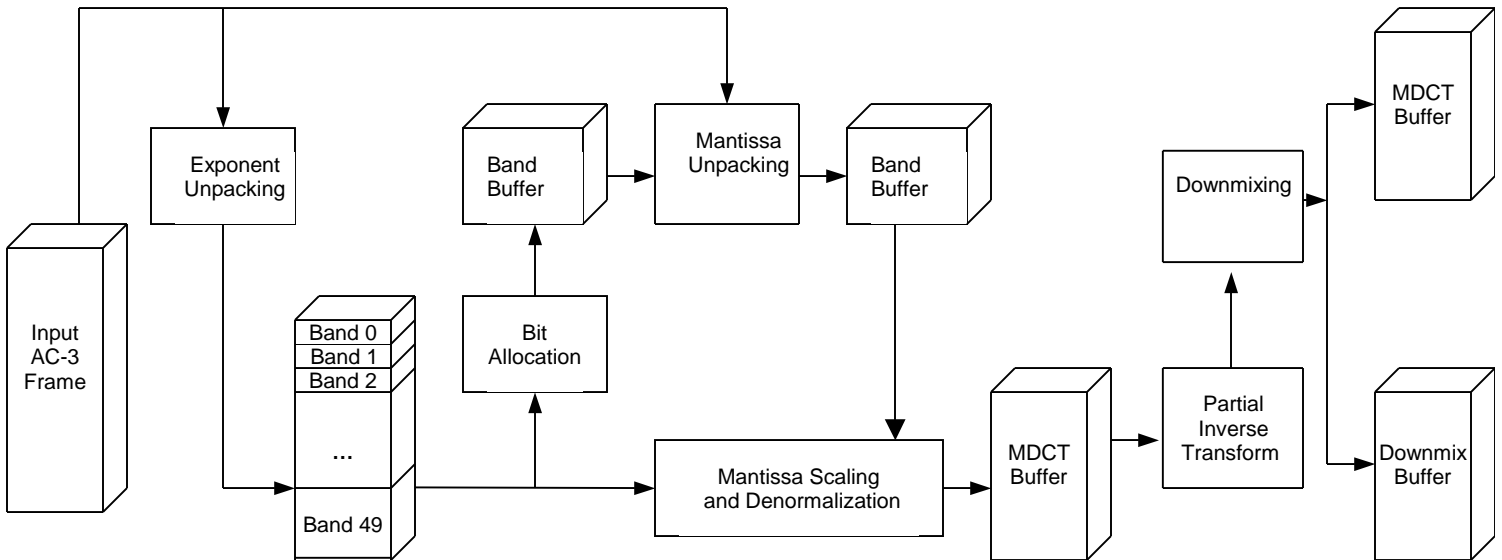 Input
AC-3
Frame
Exponent
Unpacking
Band 0
Band 1
Band 2
...
Band 49
Bit
Allocation
Band
Buffer
Mantissa
Unpacking
Band
Buffer
Mantissa Scaling
and Denormalization
MDCT
Buffer
Partial
Inverse
Transform
Downmixing
MDCT
Buffer
Downmix
Buffer